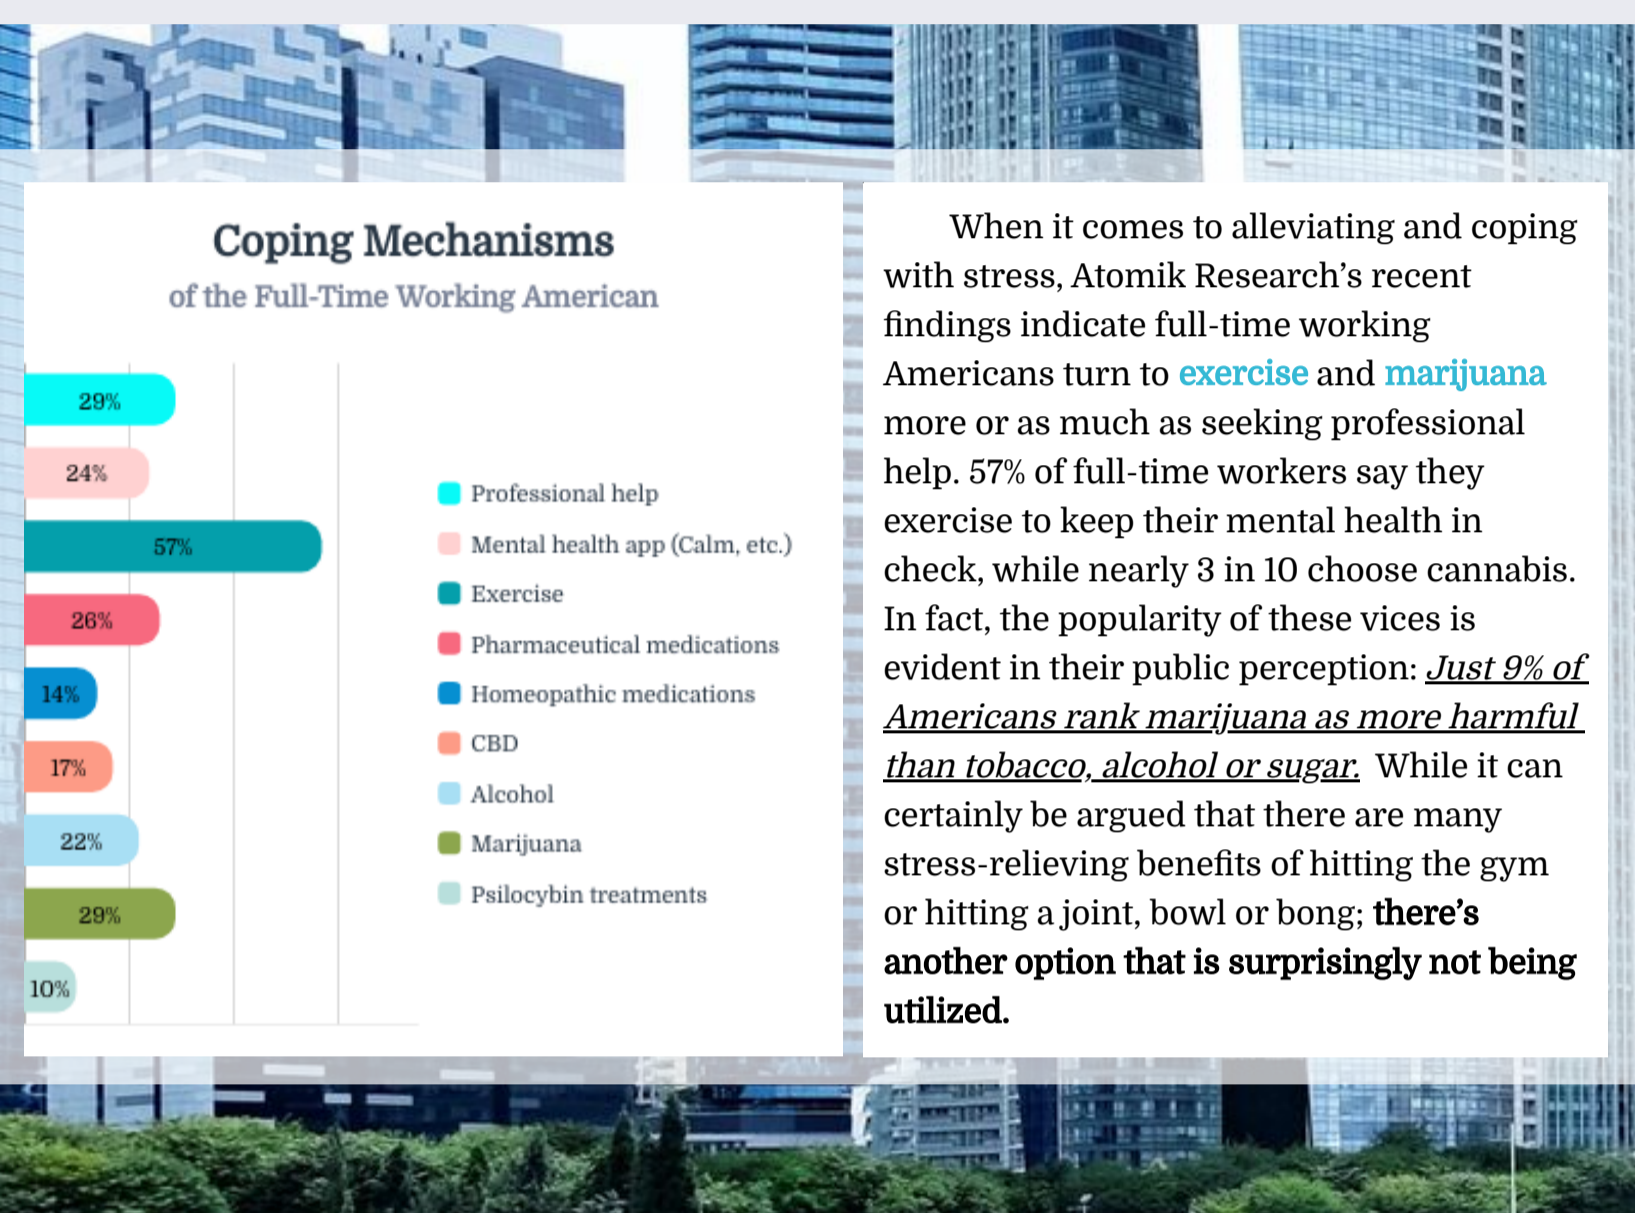 Coping Mechanisms
of the Full-Time Working American
29%
24%
57%
26%
14%
17%
22%
29%
10%
Professional help
Mental health app (Calm, etc.)
Exercise
Pharmaceutical medications
Homeopathic medications
CBD
Alcohol
Marijuana
Psilocybin treatments
When it comes to alleviating and coping
with stress, Atomik Research’s recent
findings indicate full-time working
Americans turn to exercise and marijuana
more or as much as seeking professional
help. 57% of full-time workers say they
exercise to keep their mental health in
check, while nearly 3 in 10 choose cannabis.
In fact, the popularity of these vices is
evident in their public perception: Just 9% of
Americans rank marijuana as more harmful
than tobacco, alcohol or sugar. While it can
certainly be argued that there are many
stress-relieving benefits of hitting the gym
or hitting a joint, bowl or bong; there’s
another option that is surprisingly not being
utilized.